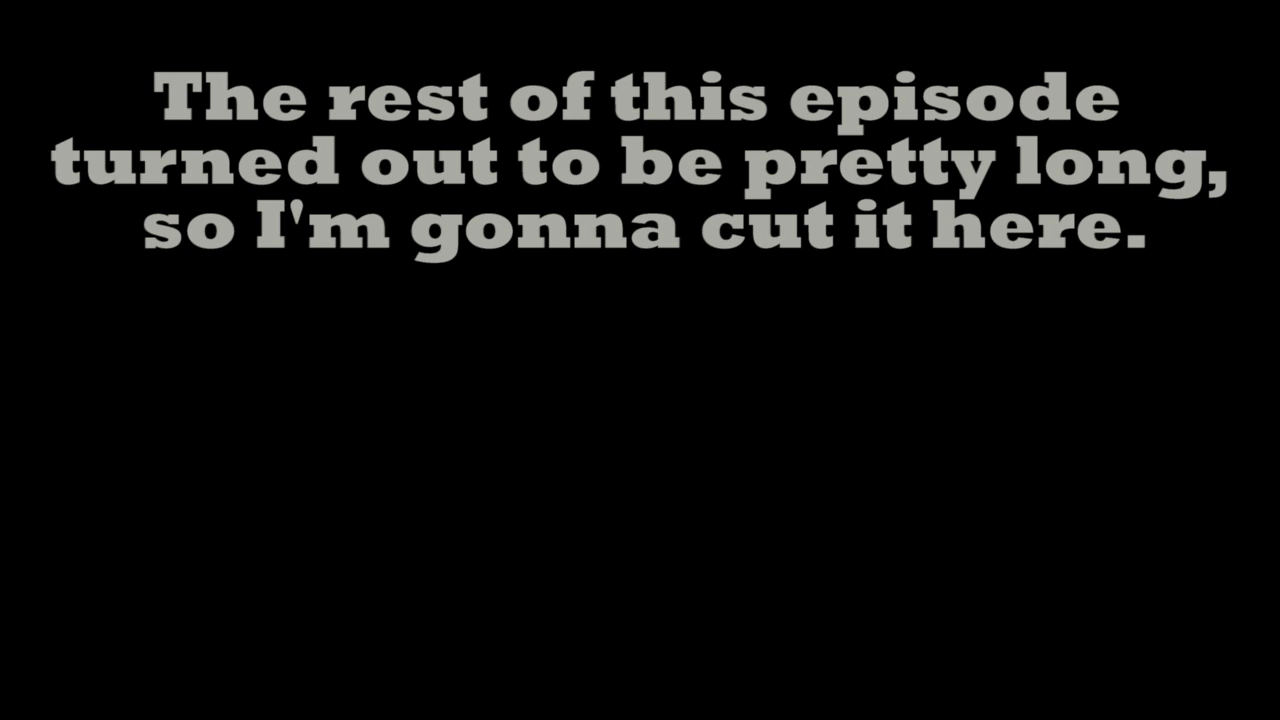 The rest of this episode
turned out to be pretty long,
so I'm gonna cut it here.